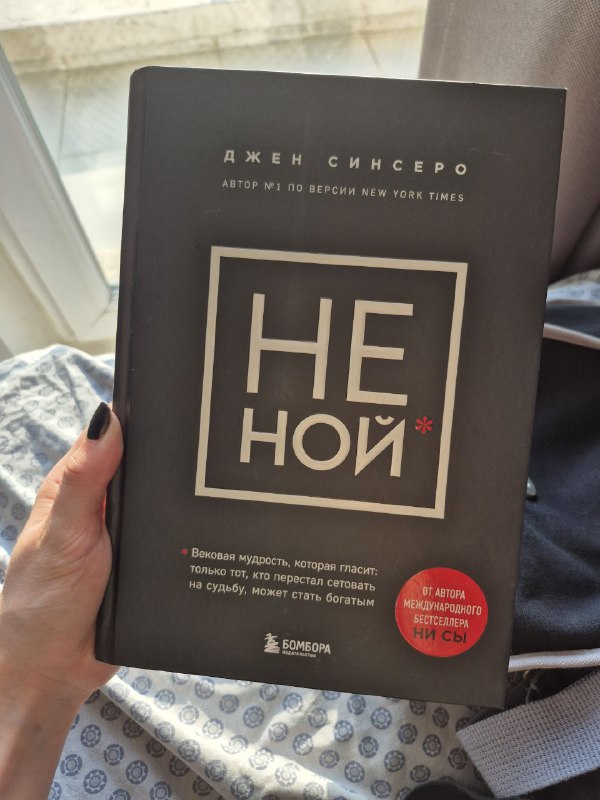 ДЖЕН СИНСЕРО
АВТОР №1 ПО ВЕРСИИ NEW YORK TIMES
НЕ
НОЙ*
* Вековая мудрость, которая гласит:
только тот, кто перестал сетовать
на судьбу, может стать богатым
ОТ АВТОРА
МЕЖДУНАРОДНОГО
БЕСТСЕЛЛЕРА
НИ СЫ
БОМБОРА
ИЗДАТЕЛЬСТВО